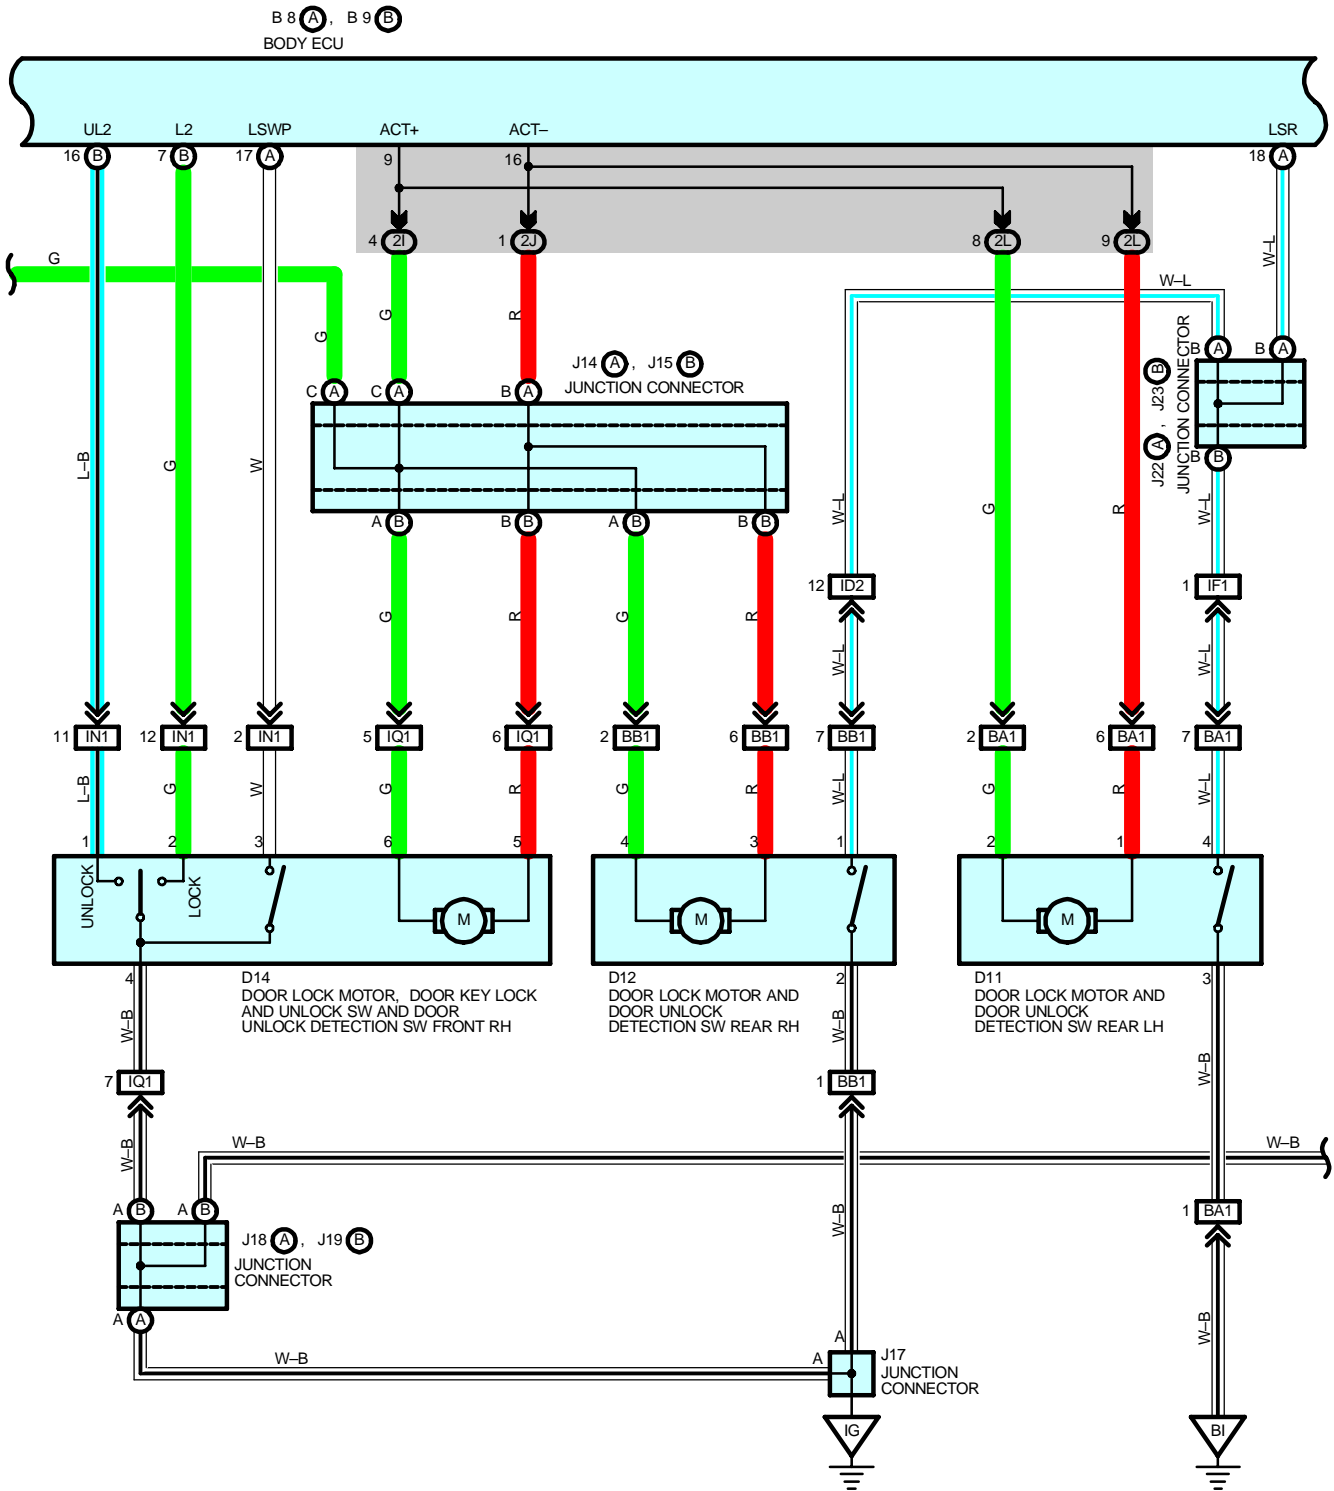 B 8 A , B 9 B
BODY ECU
UL2 L2 LSWP ACT+ ACT– LSR
16 B 7 B 17 A 9 16 18 A
4 2I 1 2J 8 2L 9 2L
G
W–L
W–L
G G R
J14 A , J15 B
JUNCTION CONNECTOR
C A C A B A
B A B A
J22 A , J23 B
JUNCTION CONNECTOR
B B
L–B G W
A B B B A B B B
W–L G R W–L
12 ID2 1 IF1
G R G R
W–L W–L
11 IN1 12 IN1 2 IN1 5 IQ1 6 IQ1 2 BB1 6 BB1 7 BB1 2 BA1 6 BA1 7 BA1
L–B G W G R G R W–L G R W–L
1 2 3 6 5 4 3 1 2 1 4
UNLOCK LOCK M M M
4 2 3
D14
DOOR LOCK MOTOR, DOOR KEY LOCK
AND UNLOCK SW AND DOOR
UNLOCK DETECTION SW FRONT RH
D12
DOOR LOCK MOTOR AND
DOOR UNLOCK
DETECTION SW REAR RH
D11
DOOR LOCK MOTOR AND
DOOR UNLOCK
DETECTION SW REAR LH
W–B W–B W–B
7 IQ1 1 BB1
W–B W–B W–B
A B A B
1 BA1
W–B
J18 A , J19 B
JUNCTION
CONNECTOR
A A
W–B
W–B
A
A
J17
JUNCTION
CONNECTOR
IG BI